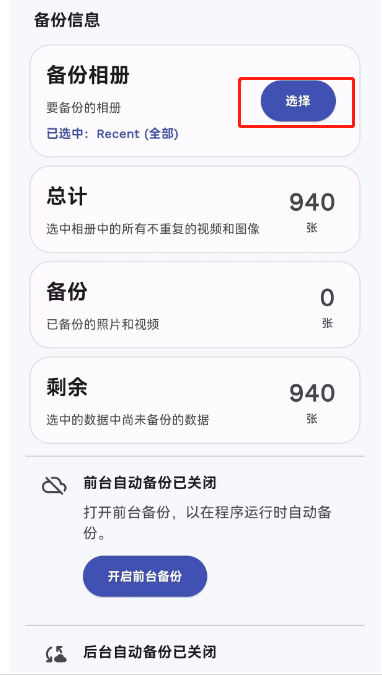 备份信息
备份相册
要备份的相册
已选中：Recent (全部)
选择
总计
选中相册中的所有不重复的视频和图像
940
张
备份
已备份的照片和视频
0
张
剩余
选中的数据中尚未备份的数据
940
张
前台自动备份已关闭
打开前台备份，以在程序运行时自动备
份。
开启前台备份
后台自动备份已关闭